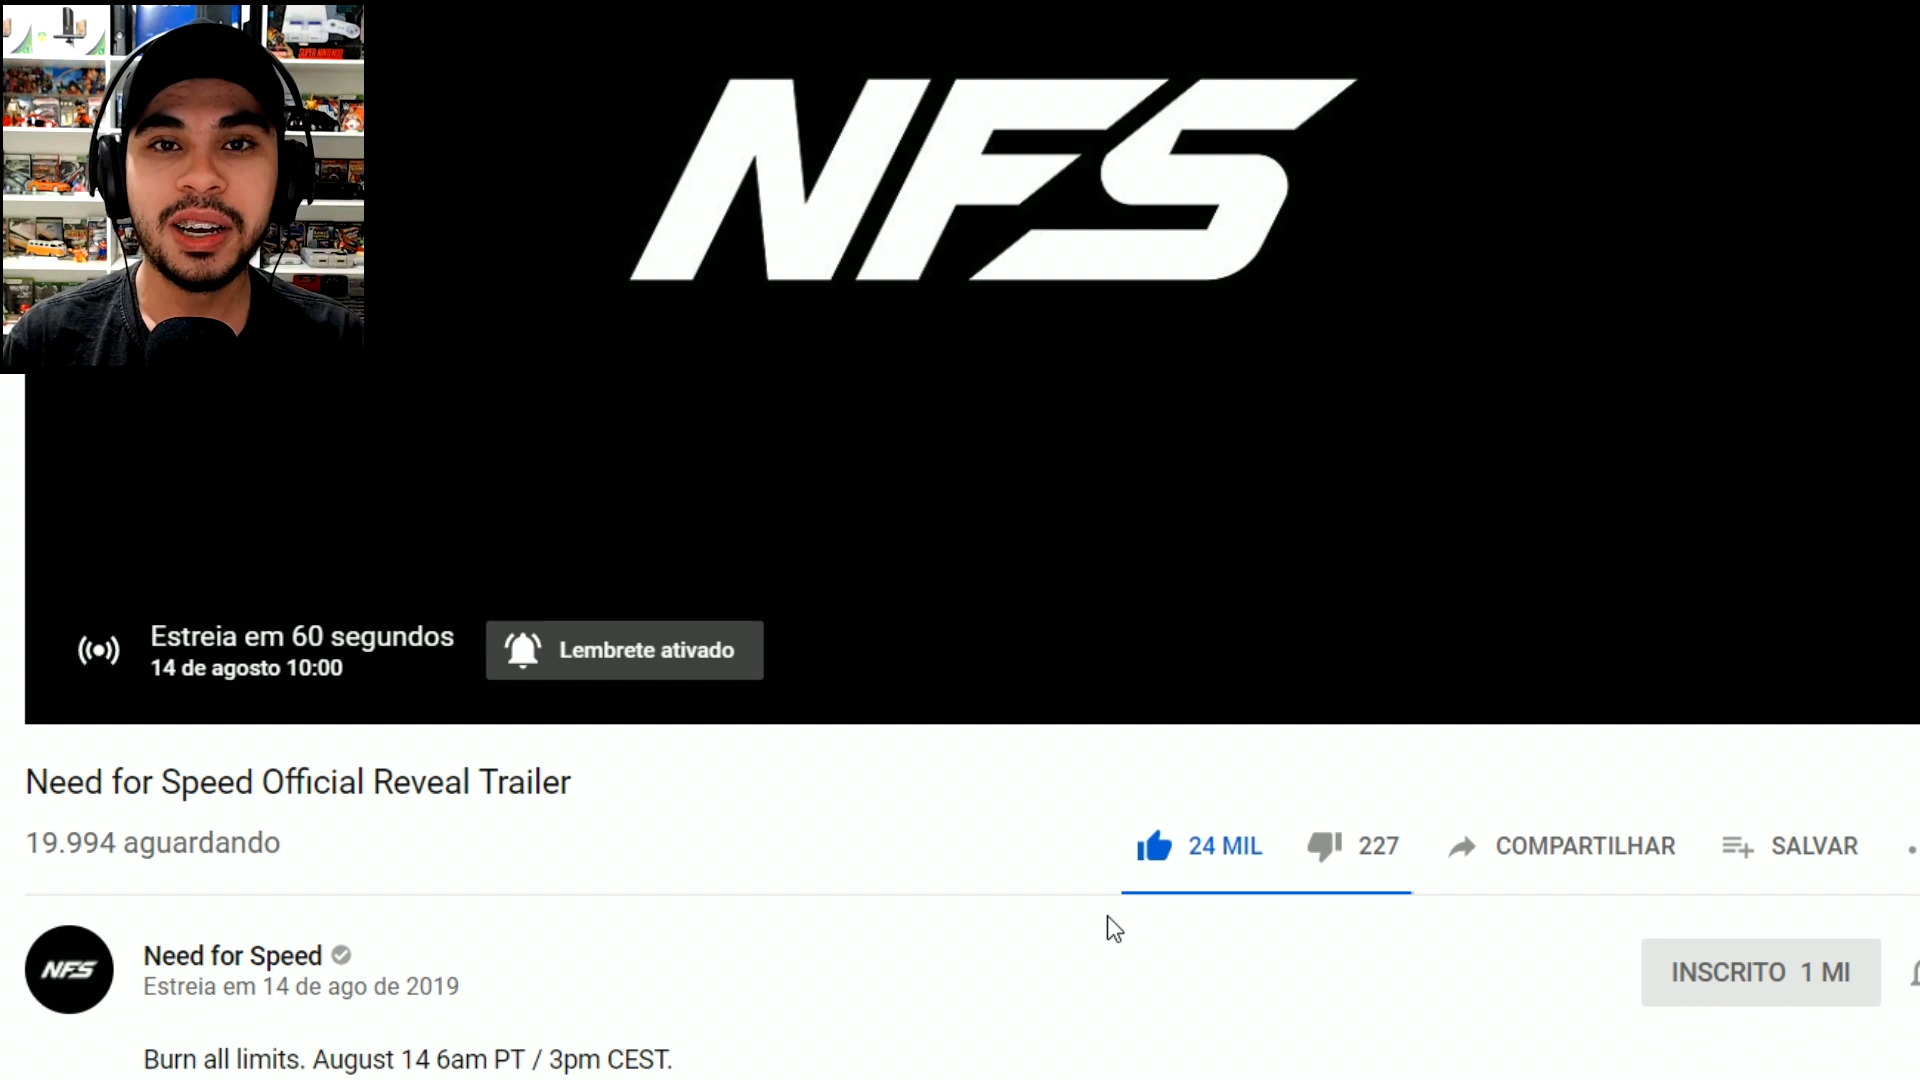 SUPER NINTENDO
NFS
Estreia em 60 segundos
14 de agosto 10:00
Lembrete ativado
Need for Speed Official Reveal Trailer
19.994 aguardando
24 MIL
227
COMPARTILHAR
SALVAR
NFS
Need for Speed
Estreia em 14 de ago de 2019
INSCRITO 1 MI
Burn all limits. August 14 6am PT / 3pm CEST.